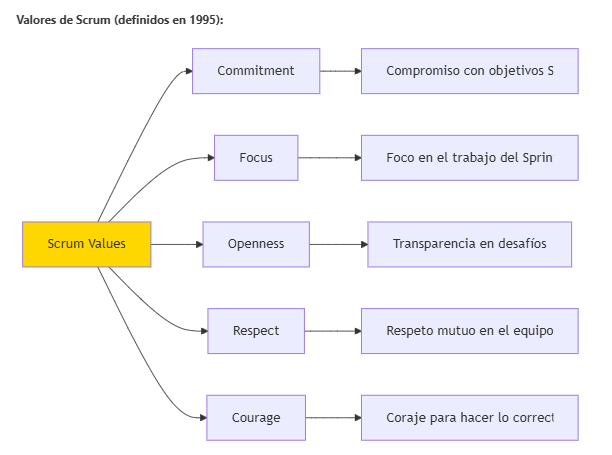 Valores de Scrum (definidos en 1995):
Commitment
Compromiso con objetivos S
Focus
Foco en el trabajo del Sprin
Scrum Values
Openness
Transparencia en desafíos
Respect
Respeto mutuo en el equipo
Courage
Coraje para hacer lo correct